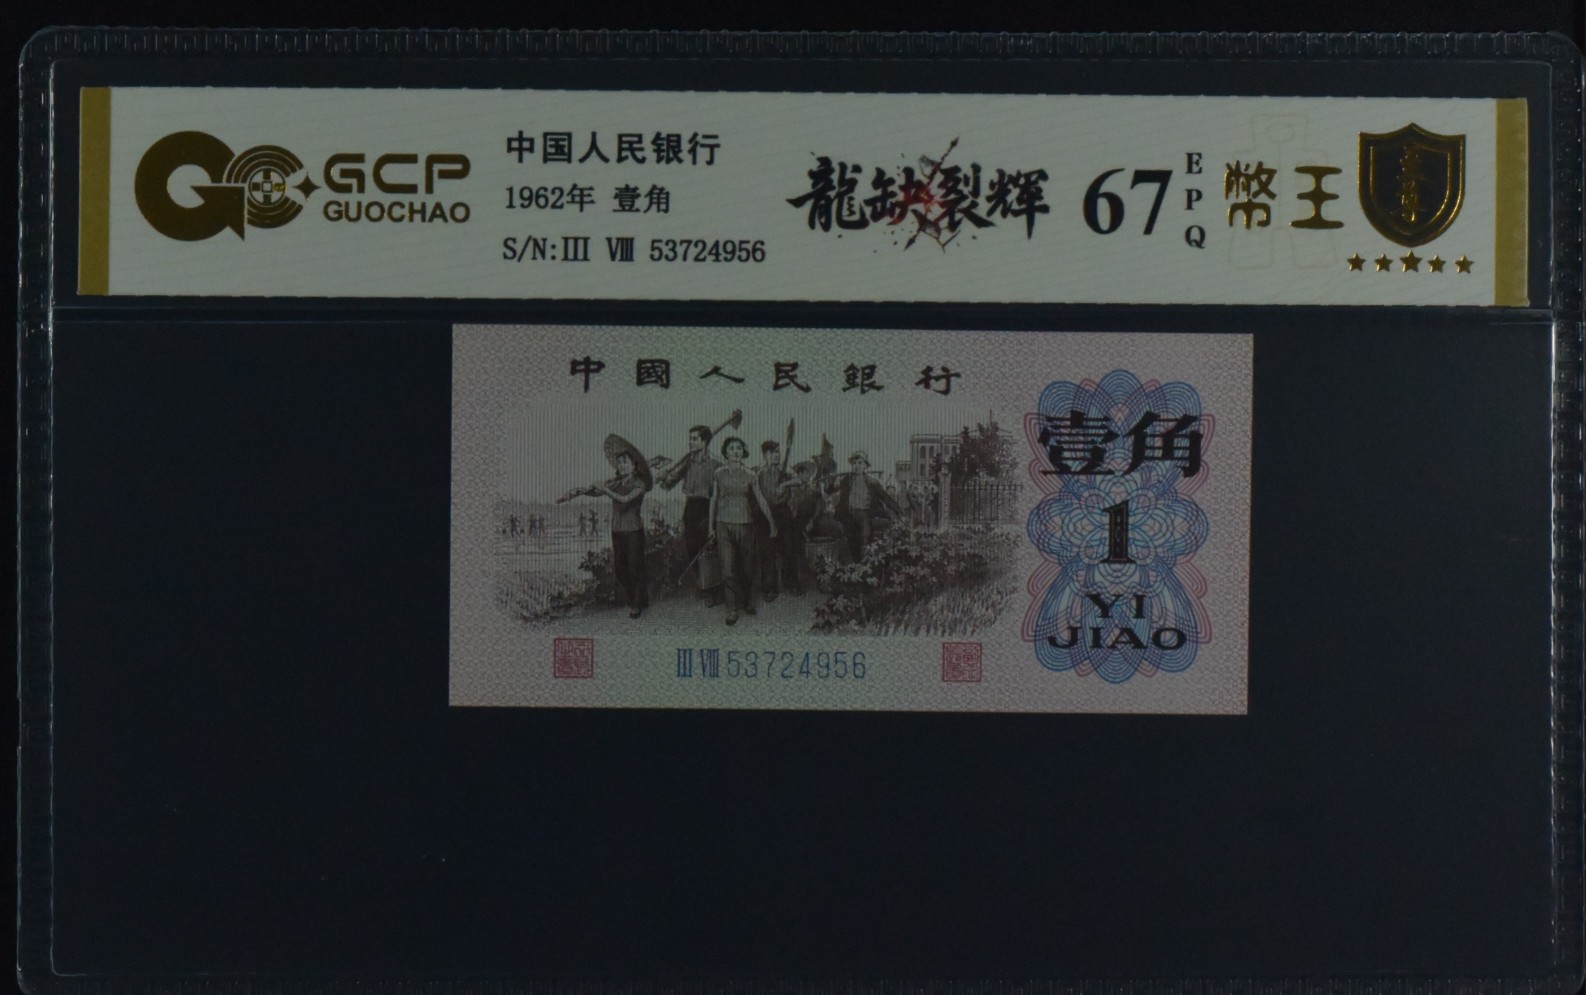 GCP
GUOCHAO
中国人民银行
1962年 壹角
S/N:III VIII 53724956
龍缺裂輝
67
EPQ
幣王
中國人民銀行
壹角
1
YI
JIAO
III VIII 53724956